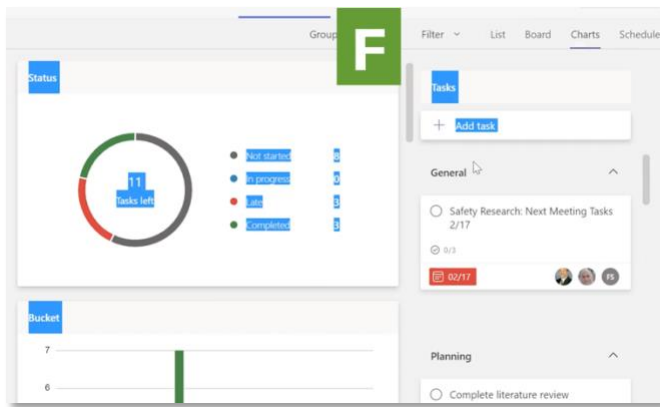 Group
F
Filter
List
Board
Charts
Schedule
Status
11
Tasks left
Not started 8
In progress 0
Late 3
Completed 3
Tasks
+ Add task
General
Safety Research: Next Meeting Tasks
2/17
0/3
02/17
FS
Bucket
7
6
Planning
Complete literature review